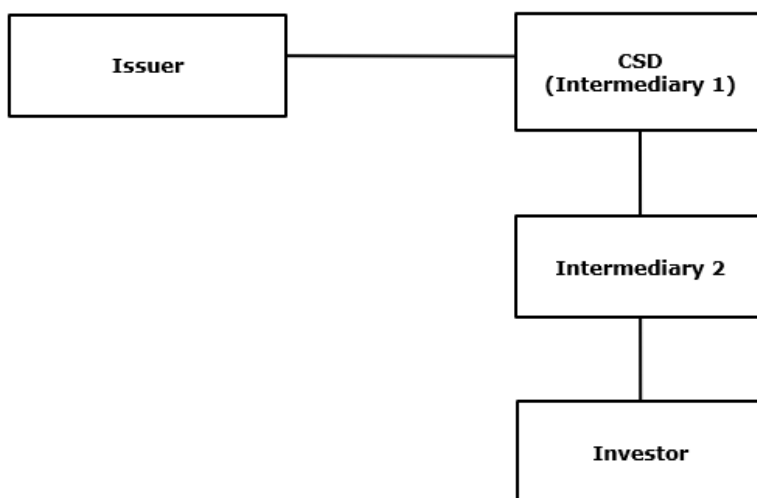 Issuer
CSD
(Intermediary 1)
Intermediary 2
Investor